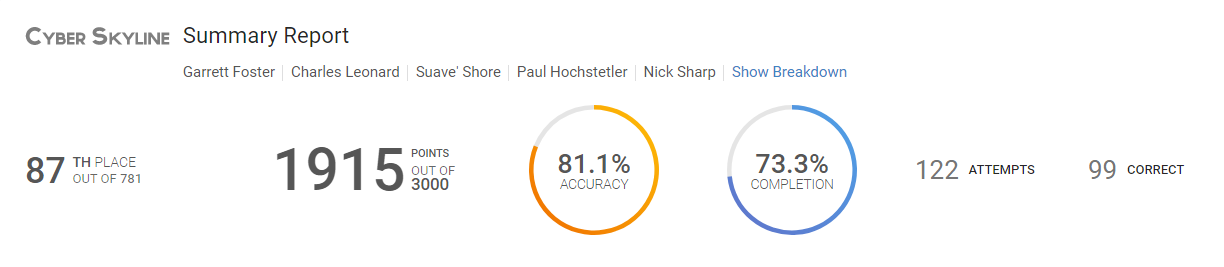 CYBER SKYLINE Summary Report
Garrett Foster Charles Leonard Suave' Shore Paul Hochstetler Nick Sharp Show Breakdown
87 TH PLACE
OUT OF 781
1915 POINTS
OUT OF
3000
81.1%
ACCURACY
73.3%
COMPLETION
122 ATTEMPTS
99 CORRECT